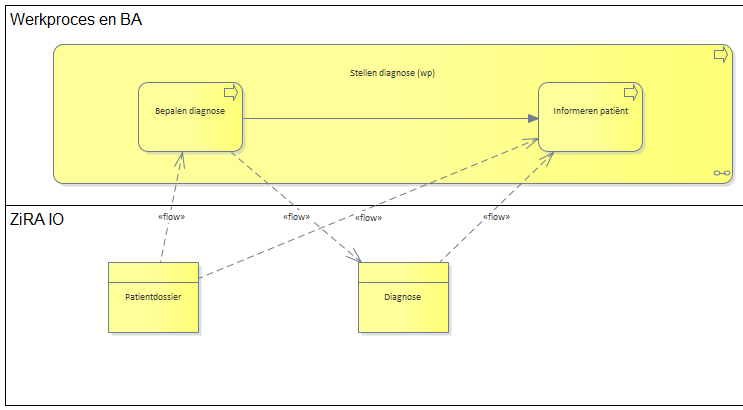 Werkproces en BA
Stellen diagnose (wp)
Bepalen diagnose
Informeren patiënt
«flow»
«flow»
«flow»
«flow»
ZiRA IO
Patientdossier
Diagnose